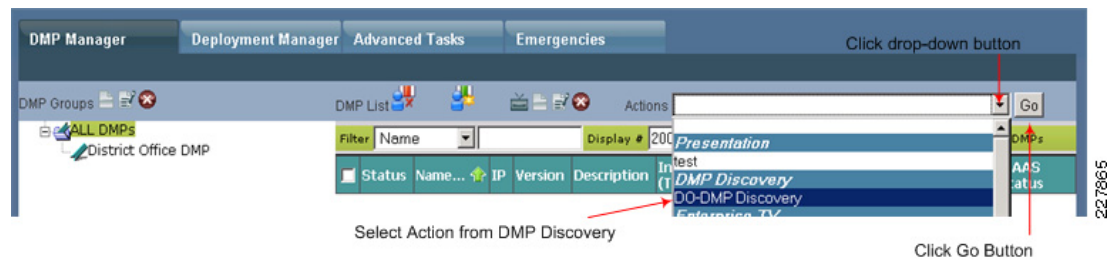 DMP Manager Deployment Manager Advanced Tasks Emergencies
Click drop-down button
DMP Groups DMP List Actions Go
ALL DMPs
District Office DMP
Filter Name Display # 200 DMPs
Presentation
test
Status Name... IP Version Description
DMP Discovery
DO-DMP Discovery
Enterprise TV
Select Action from DMP Discovery
Click Go Button
227865